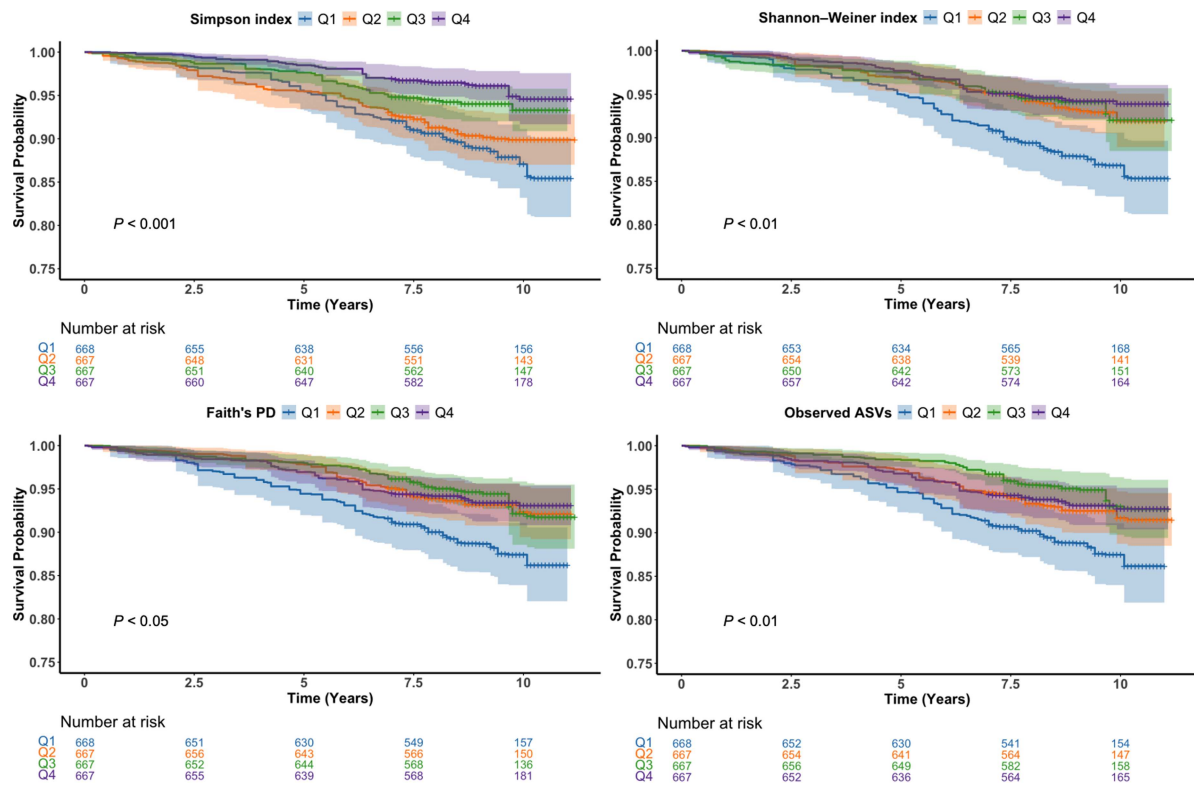 Simpson index Q1 Q2 Q3 Q4
1.00
0.95
0.90
0.85
0.80
0.75
Survival Probability
P < 0.001
0 2.5 5 7.5 10
Time (Years)
Number at risk
Q1 668 655 638 556 156
Q2 667 648 631 551 143
Q3 667 651 640 562 147
Q4 667 660 647 582 178
Shannon–Weiner index Q1 Q2 Q3 Q4
1.00
0.95
0.90
0.85
0.80
0.75
Survival Probability
P < 0.01
0 2.5 5 7.5 10
Time (Years)
Number at risk
Q1 668 653 634 565 168
Q2 667 654 638 539 141
Q3 667 650 642 573 151
Q4 667 657 642 574 164
Faith's PD Q1 Q2 Q3 Q4
1.00
0.95
0.90
0.85
0.80
0.75
Survival Probability
P < 0.05
0 2.5 5 7.5 10
Time (Years)
Number at risk
Q1 668 651 630 549 157
Q2 667 656 643 566 150
Q3 667 652 644 568 136
Q4 667 655 639 568 181
Observed ASVs Q1 Q2 Q3 Q4
1.00
0.95
0.90
0.85
0.80
0.75
Survival Probability
P < 0.01
0 2.5 5 7.5 10
Time (Years)
Number at risk
Q1 668 652 630 541 154
Q2 667 654 641 564 147
Q3 667 656 649 582 158
Q4 667 652 636 564 165